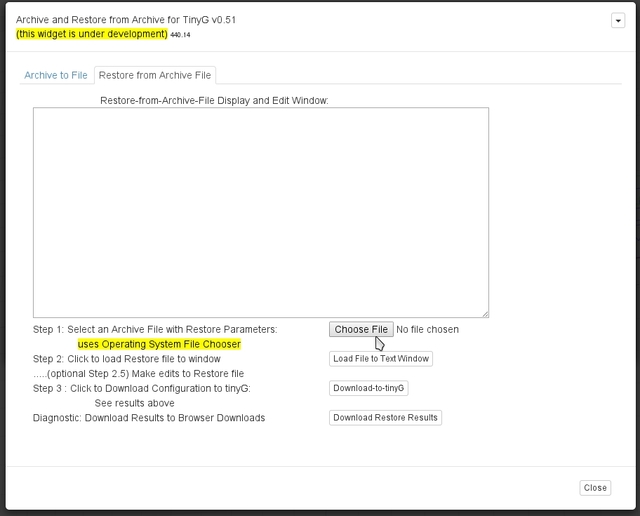 Archive and Restore from Archive for TinyG v0.51
(this widget is under development) 440.14
Archive to File
Restore from Archive File
Restore-from-Archive-File Display and Edit Window:
Step 1: Select an Archive File with Restore Parameters:
Choose File No file chosen
uses Operating System File Chooser
Step 2: Click to load Restore file to window
Load File to Text Window
.....(optional Step 2.5) Make edits to Restore file
Step 3 : Click to Download Configuration to tinyG:
Download-to-tinyG
See results above
Diagnostic: Download Results to Browser Downloads
Download Restore Results
Close